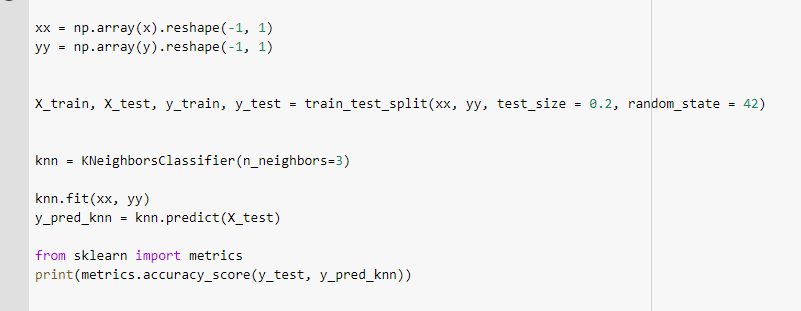 xx = np.array(x).reshape(-1, 1)
yy = np.array(y).reshape(-1, 1)
X_train, X_test, y_train, y_test = train_test_split(xx, yy, test_size = 0.2, random_state = 42)
knn = KNeighborsClassifier(n_neighbors=3)
knn.fit(xx, yy)
y_pred_knn = knn.predict(X_test)
from sklearn import metrics
print(metrics.accuracy_score(y_test, y_pred_knn))